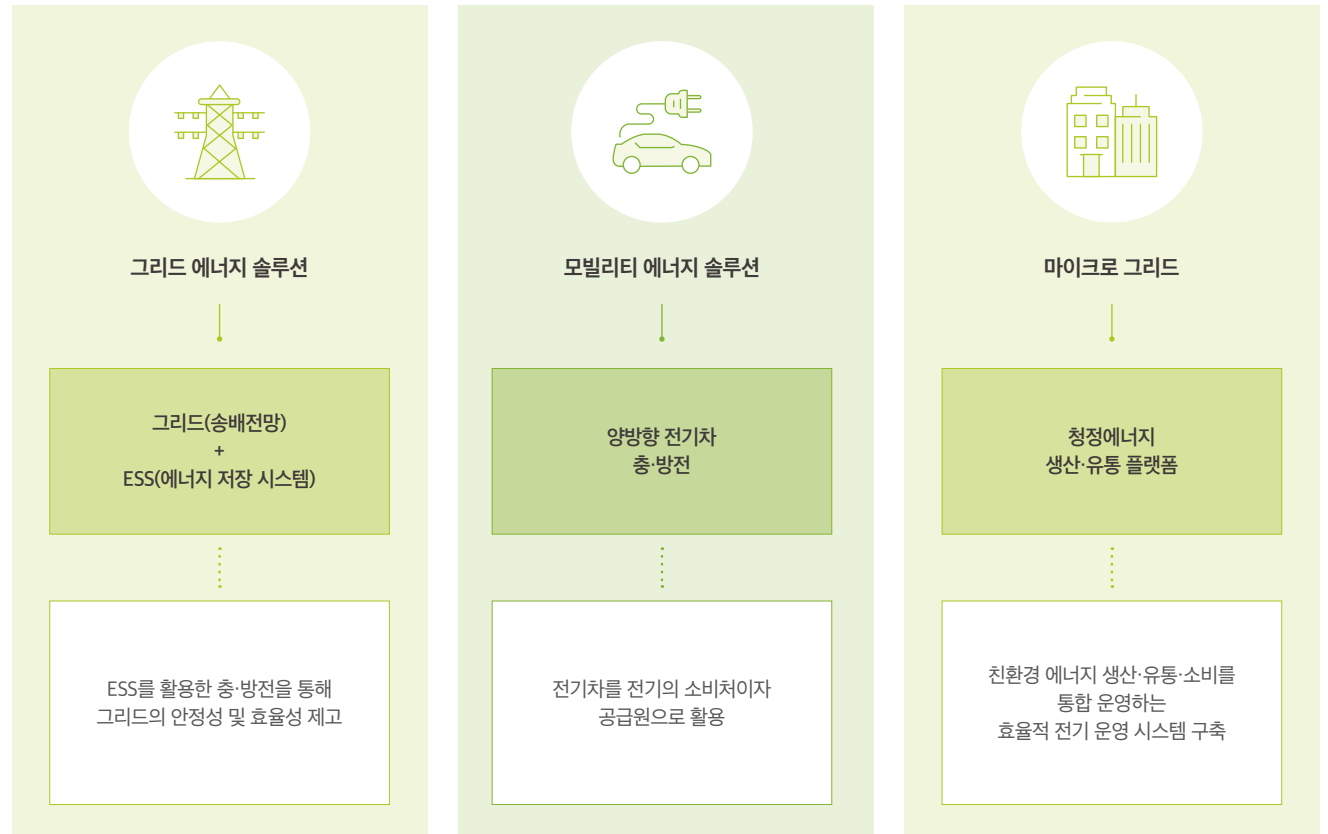 그리드 에너지 솔루션
그리드(송배전망)
+
ESS(에너지 저장 시스템)
ESS를 활용한 충·방전을 통해
그리드의 안정성 및 효율성 제고
모빌리티 에너지 솔루션
양방향 전기차
충·방전
전기차를 전기의 소비처이자
공급원으로 활용
마이크로 그리드
청정에너지
생산·유통 플랫폼
친환경 에너지 생산·유통·소비를
통합 운영하는
효율적 전기 운영 시스템 구축